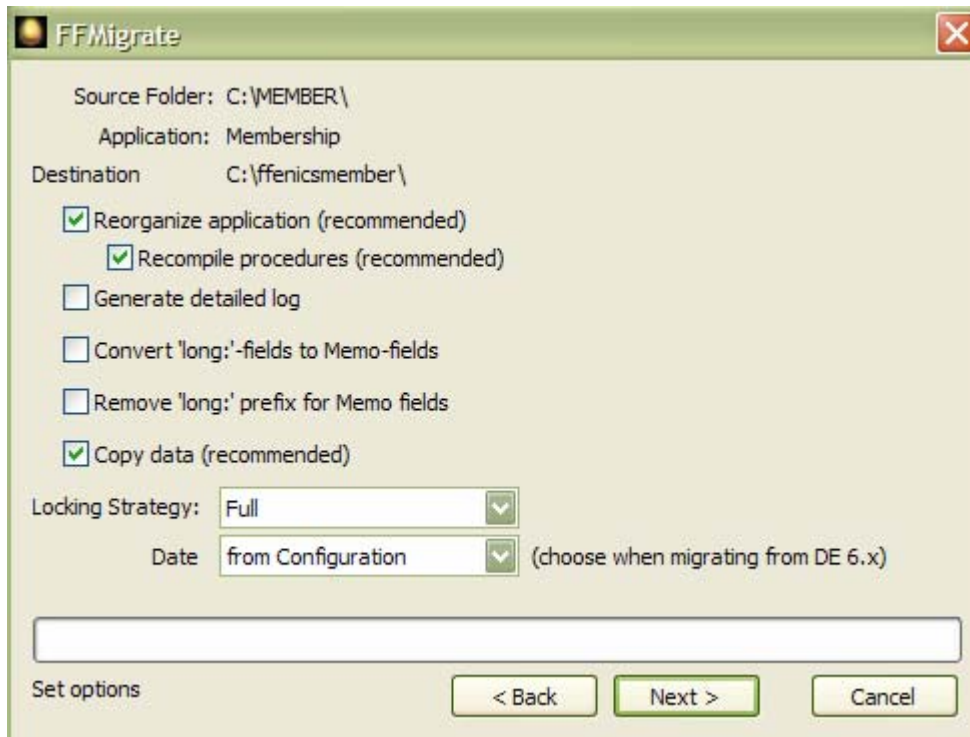 FFMigrate
Source Folder: C:\MEMBER\
Application: Membership
Destination C:\ffenicsmember\
Reorganize application (recommended)
Recompile procedures (recommended)
Generate detailed log
Convert 'long:'-fields to Memo-fields
Remove 'long:' prefix for Memo fields
Copy data (recommended)
Locking Strategy: Full
Date from Configuration (choose when migrating from DE 6.x)
Set options < Back Next > Cancel